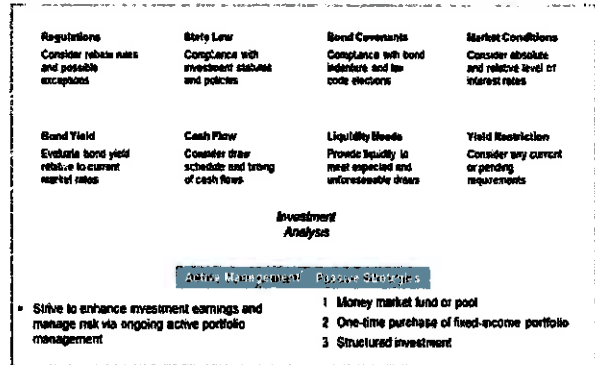 Regulations
Consider rebate rules
and possible
exceptions
State Law
Compliance with
investment statutes
and policies
Bond Covenants
Compliance with bond
indenture and tax
code elections
Market Conditions
Consider absolute
and relative level of
interest rates
Bond Yield
Evaluate bond yield
relative to current
market rates
Cash Flow
Consider draw
schedule and timing
of cash flows
Liquidity Needs
Provide liquidity to
meet expected and
unforeseeable draws
Yield Restriction
Consider any current
or pending
requirements
Investment
Analysis
Active Management Passive Strategies
• Strive to enhance investment earnings and
manage risk via ongoing active portfolio
management
1 Money market fund or pool
2 One-time purchase of fixed-income portfolio
3 Structured investment